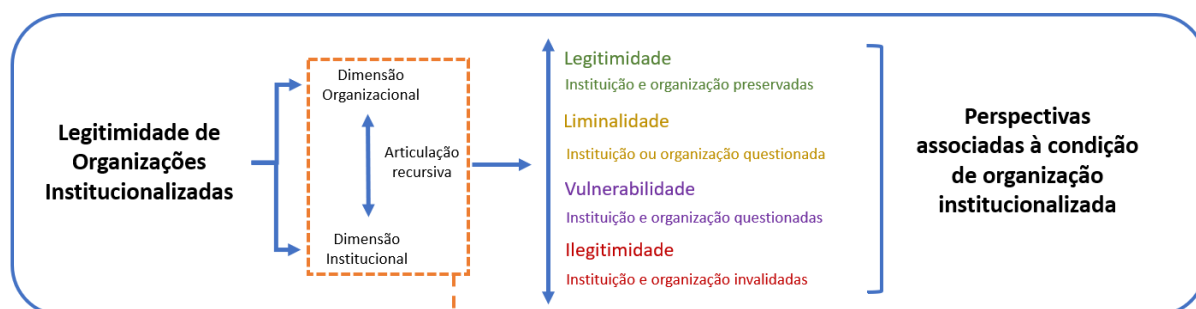 Legitimidade de
Organizações
Institucionalizadas
Dimensão
Organizacional
Articulação
recursiva
Dimensão
Institucional
Legitimidade
Instituição e organização preservadas
Liminalidade
Instituição ou organização questionada
Vulnerabilidade
Instituição e organização questionadas
Ilegitimidade
Instituição e organização invalidadas
Perspectivas
associadas à condição
de organização
institucionalizada